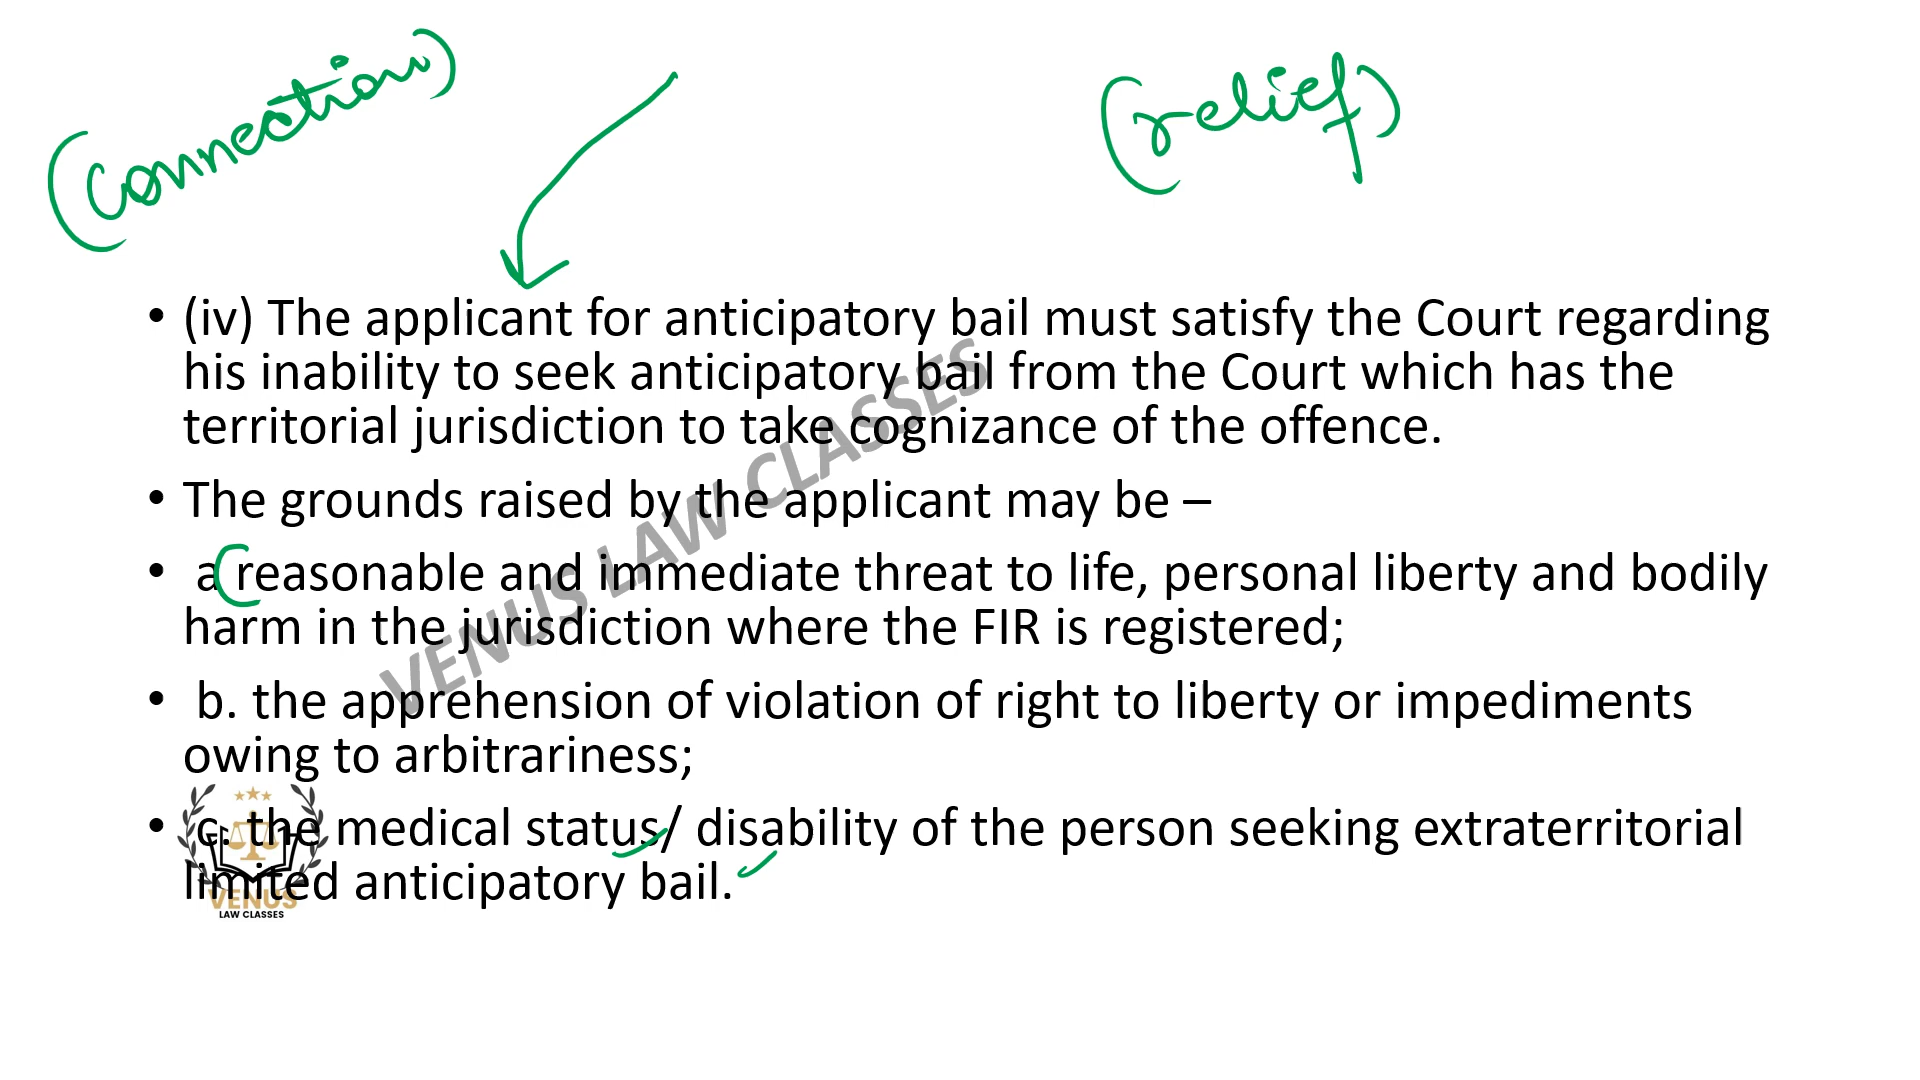 (connection)
(relief)
• (iv) The applicant for anticipatory bail must satisfy the Court regarding
his inability to seek anticipatory bail from the Court which has the
territorial jurisdiction to take cognizance of the offence.
• The grounds raised by the applicant may be –
• a reasonable and immediate threat to life, personal liberty and bodily
harm in the jurisdiction where the FIR is registered;
• b. the apprehension of violation of right to liberty or impediments
owing to arbitrariness;
• c. the medical status/ disability of the person seeking extraterritorial
limited anticipatory bail.
VENUS LAW CLASSES
VENUS
LAW CLASSES